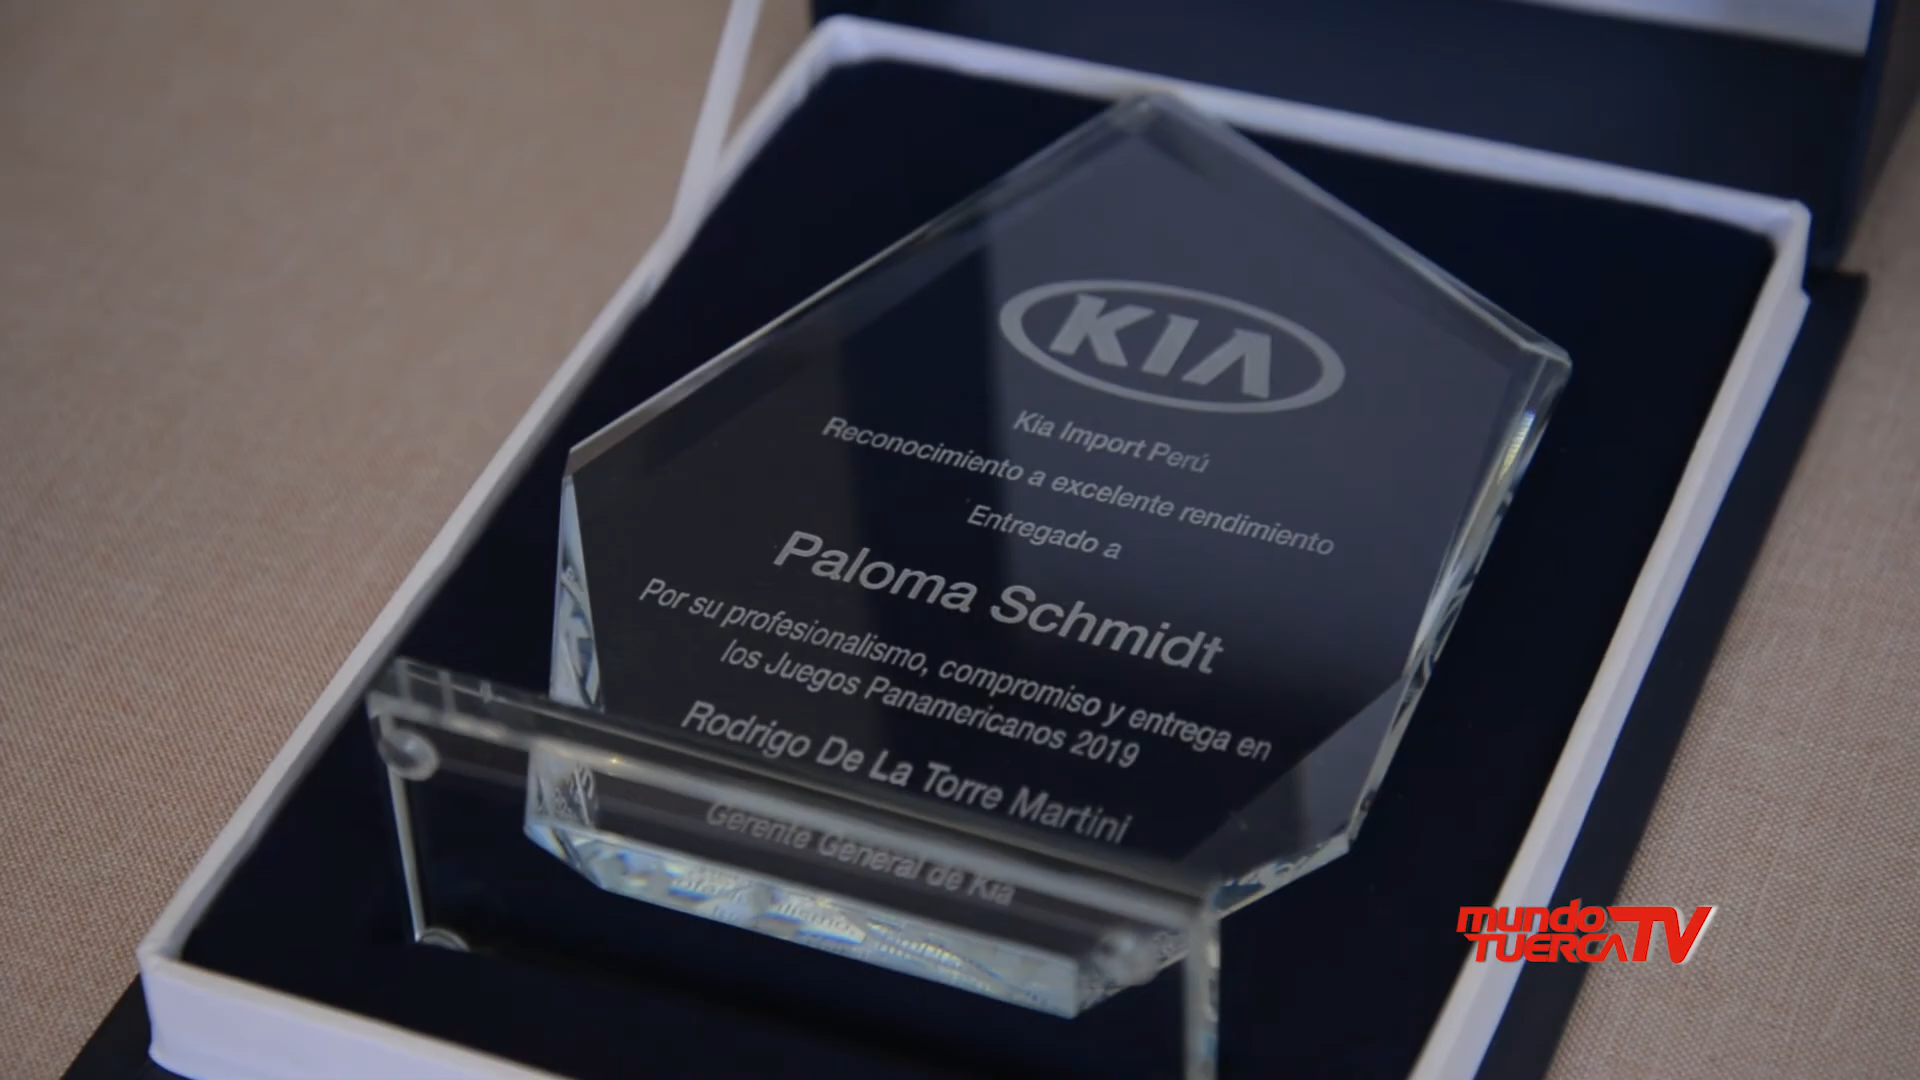 KIA
Kia Import Perú
Reconocimiento a excelente rendimiento
Entregado a
Paloma Schmidt
Por su profesionalismo, compromiso y entrega en
los Juegos Panamericanos 2019
Rodrigo De La Torre Martini
Gerente General de Kia
mundo
TUERCA TV